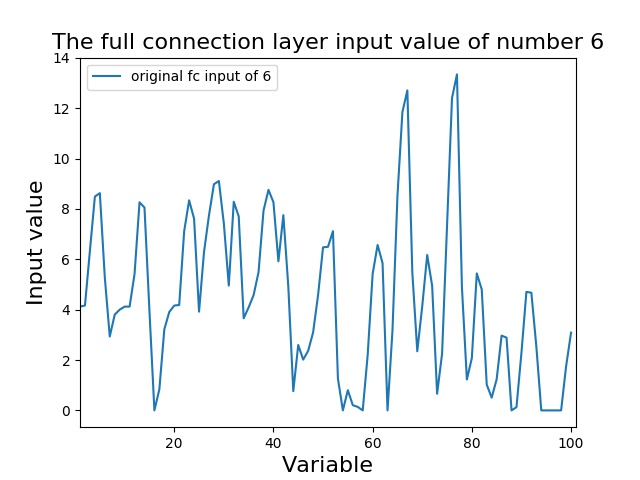 The full connection layer input value of number 6
original fc input of 6
14
12
10
8
6
4
2
0
Input value
20 40 60 80 100
Variable